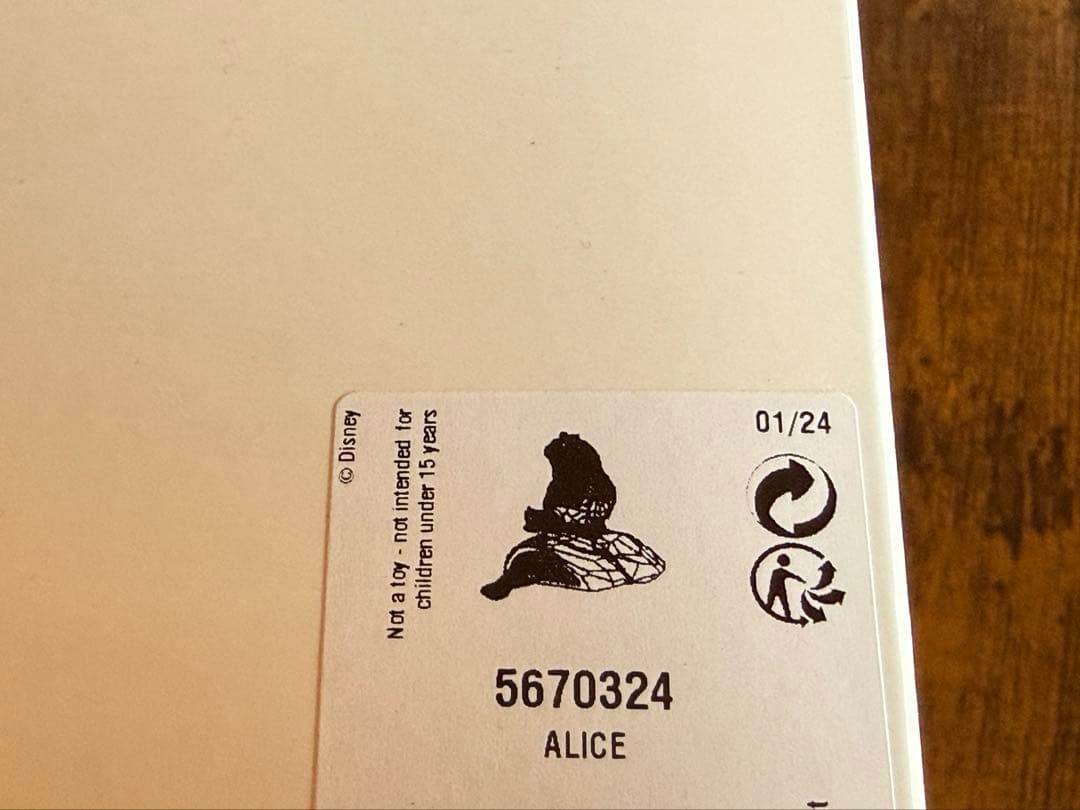 © Disney
Not a toy - not intended for
children under 15 years
01/24
5670324
ALICE